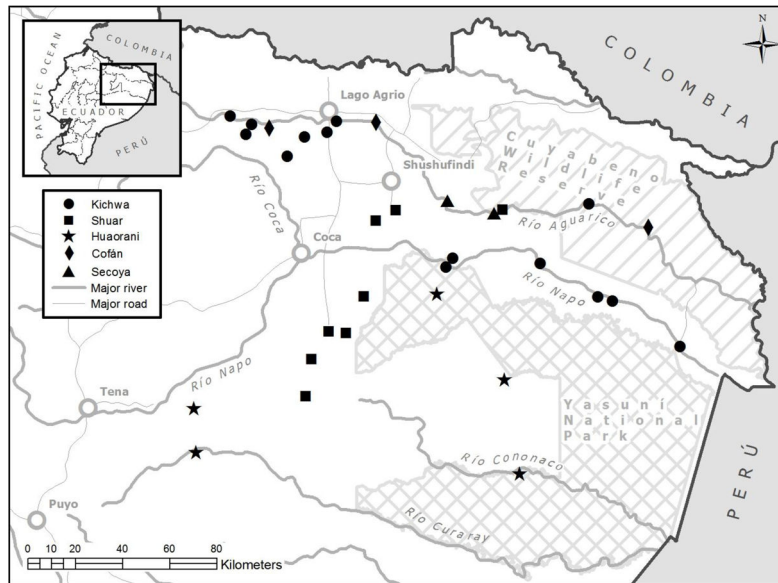 N
COLOMBIA
PACIFIC OCEAN
ECUADOR
PERÚ
COLOMBIA
Lago Agrio
Cuyabeno
Wildlife
Reserve
Shushufindi
Río Coca
Río Aguarico
Kichwa
Shuar
Huaorani
Cofán
Secoya
Major river
Major road
Coca
Río Napo
Río Napo
Tena
Yasuní
National
Park
Río Cononaco
PERÚ
Puyo
Río Curaray
0 5 10 20 40 60 80
Kilometers